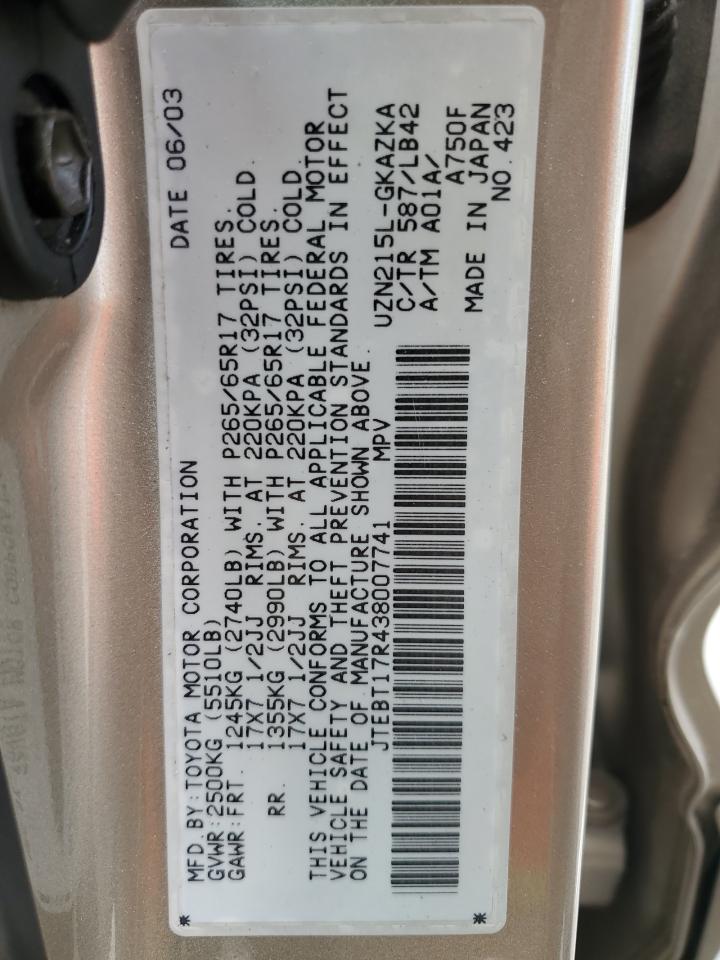 MFD.BY:TOYOTA MOTOR CORPORATION DATE 06/03
GVWR:2500KG (5510LB)
GAWR:FRT. 1245KG (2740LB) WITH P265/65R17 TIRES.
17X7 1/2JJ RIMS. AT 220KPA (32PSI) COLD.
RR. 1355KG (2990LB) WITH P265/65R17 TIRES.
17X7 1/2JJ RIMS. AT 220KPA (32PSI) COLD.
THIS VEHICLE CONFORMS TO ALL APPLICABLE FEDERAL MOTOR
VEHICLE SAFETY AND THEFT PREVENTION STANDARDS IN EFFECT
ON THE DATE OF MANUFACTURE SHOWN ABOVE.
JTEBT17R438007741 MPV
UZN215L-GKAZKA
C/TR 587/LB42
A/TM A01A/
A750F
MADE IN JAPAN
NO.423